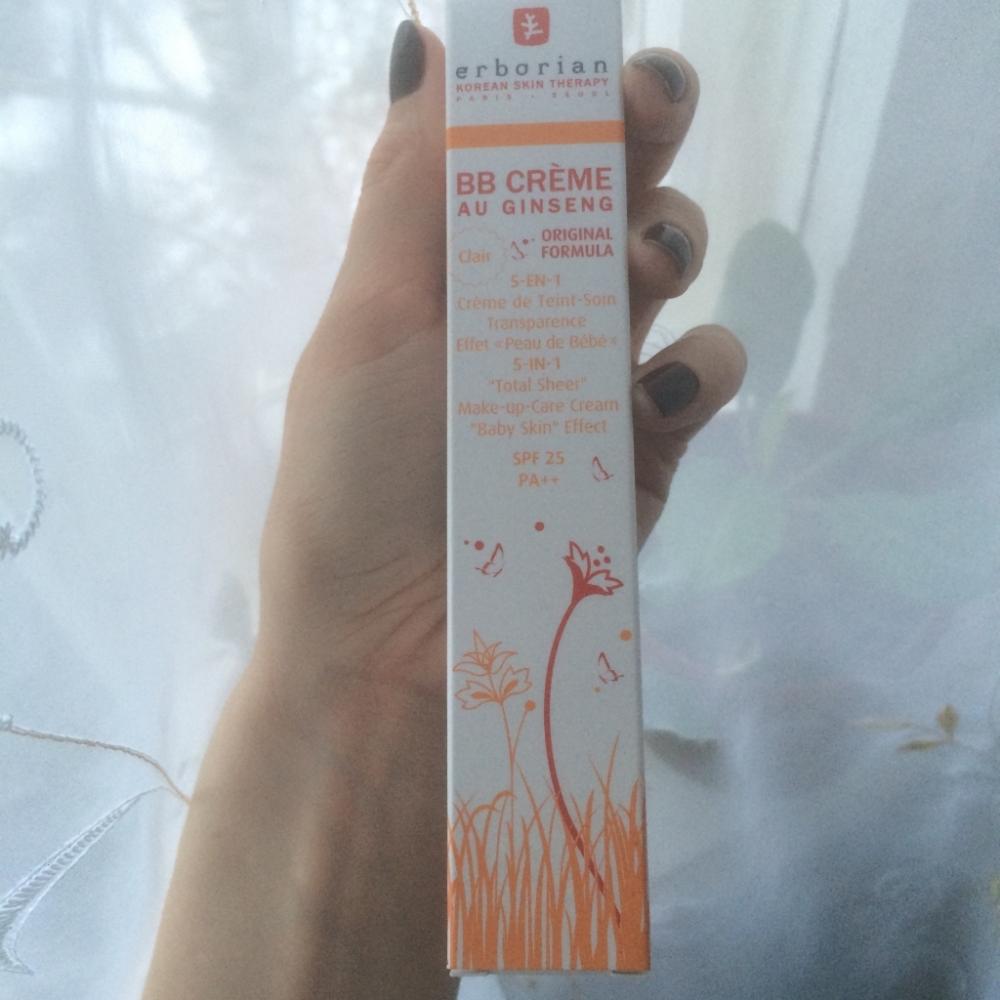 erborian
KOREAN SKIN THERAPY
PARIS - SEOUL
BB CRÈME
AU GINSENG
Clair
ORIGINAL
FORMULA
5-EN-1
Crème de Teint-Soin
Transparence
Effet «Peau de Bébé«
5-IN-1
"Total Sheer"
Make-up-Care Cream
"Baby Skin" Effect
SPF 25
PA++